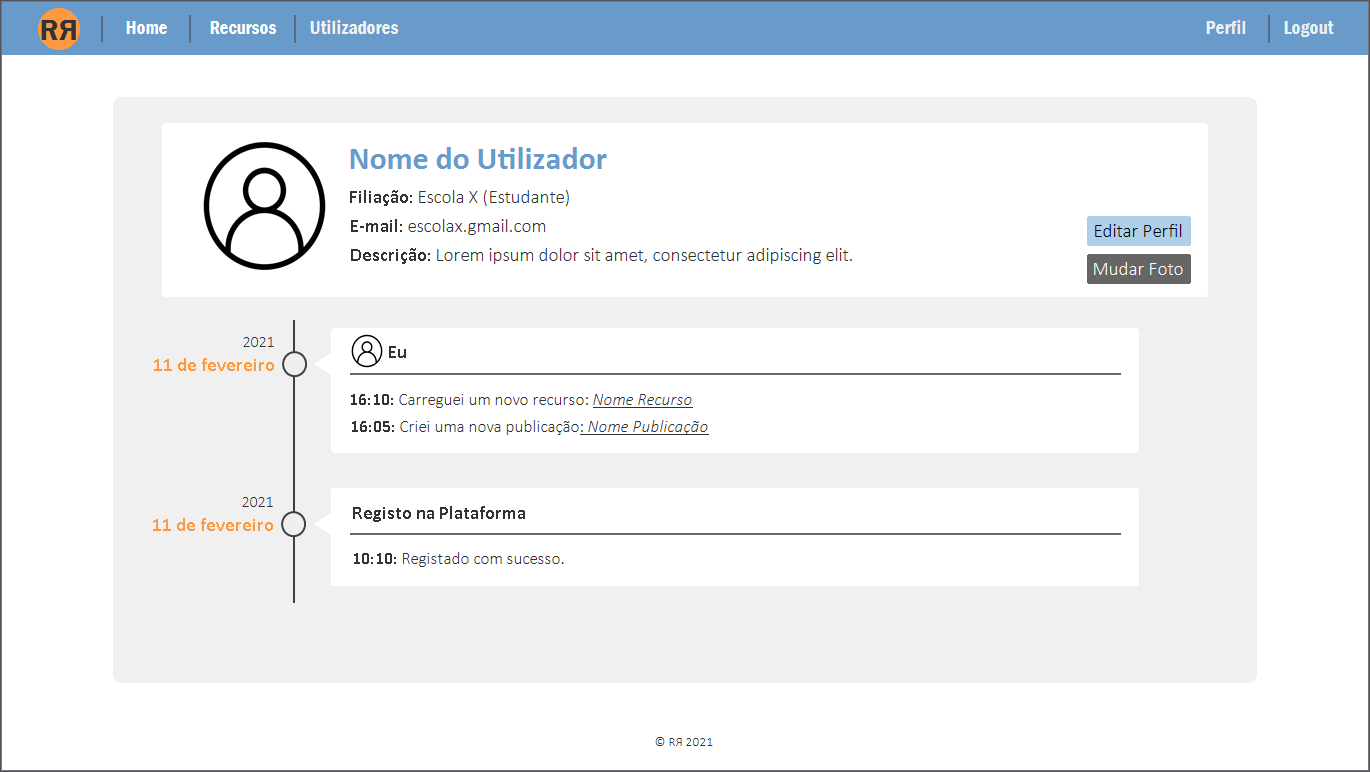 RЯ Home Recursos Utilizadores Perfil Logout
Nome do Utilizador
Filiação: Escola X (Estudante)
E-mail: escolax.gmail.com
Descrição: Lorem ipsum dolor sit amet, consectetur adipiscing elit.
Editar Perfil
Mudar Foto
2021
11 de fevereiro
Eu
16:10: Carreguei um novo recurso: Nome Recurso
16:05: Criei uma nova publicação: Nome Publicação
2021
11 de fevereiro
Registo na Plataforma
10:10: Registado com sucesso.
© RЯ 2021